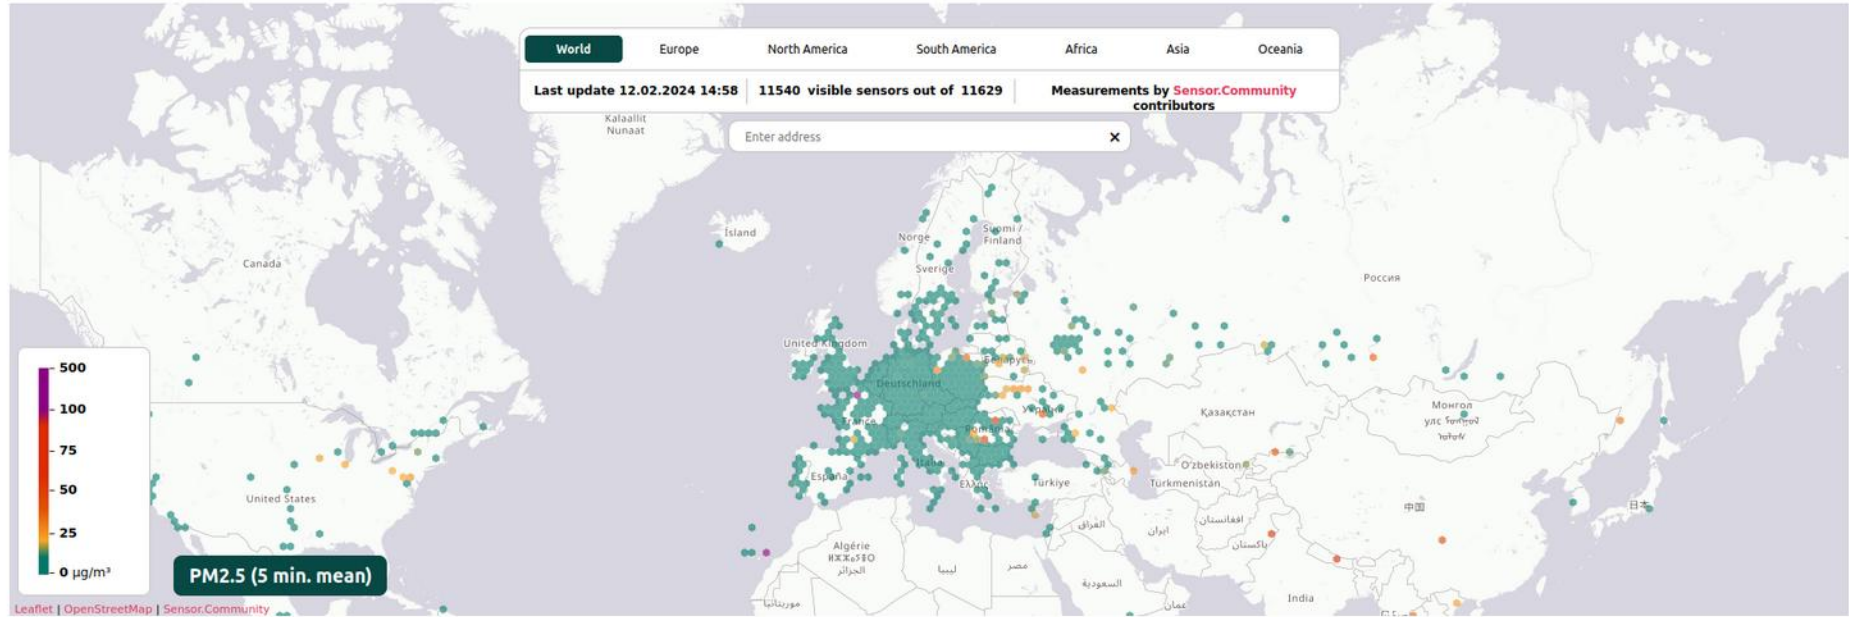 World Europe North America South America Africa Asia Oceania
Last update 12.02.2024 14:58 11540 visible sensors out of 11629 Measurements by Sensor.Community
contributors
Kalaallit
Nunaat
Enter address ×
Ísland
Norge
Suomi /
Finland
Canada
Sverige
Россия
United Kingdom
Беларусь
Deutschland
Україна
Қазақстан
Монгол
улс
France
România
Italia
España
Ελλάς
Türkiye
O'zbekiston
Türkmenistan
United States
中国
日本
افغانستان
العراق
ایران
پاکستان
Algérie
ⵍⵣⵣⴰⵢⴻⵔ
الجزائر
ليبيا
مصر
السعودية
عمان
موريتانيا
India
500
100
75
50
25
0 µg/m³
PM2.5 (5 min. mean)
Leaflet | OpenStreetMap | Sensor.Community